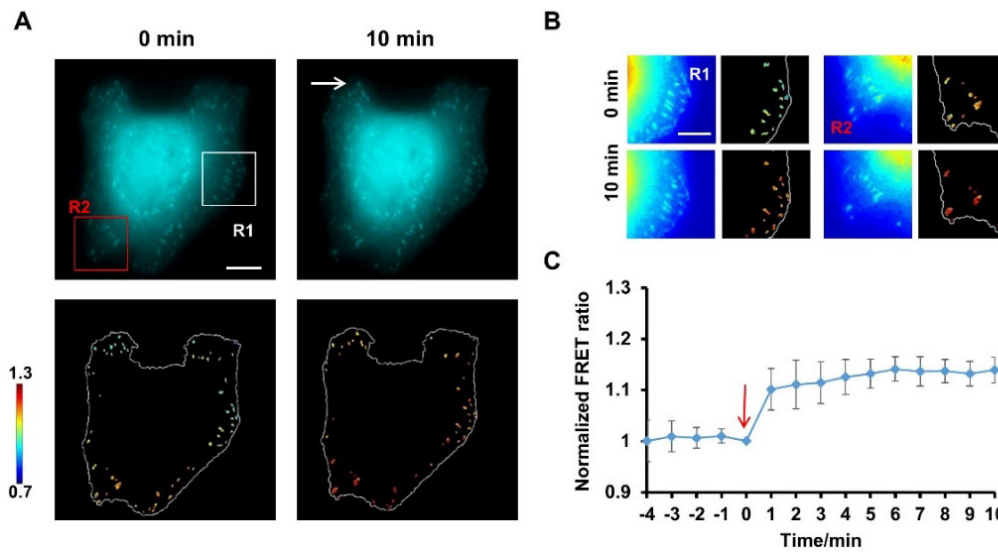 A
0 min
10 min
R2
R1
1.3
0.7
B
0 min
10 min
R1
R2
C
Normalized FRET ratio
1.3
1.2
1.1
1
0.9
-4 -3 -2 -1 0 1 2 3 4 5 6 7 8 9 10
Time/min